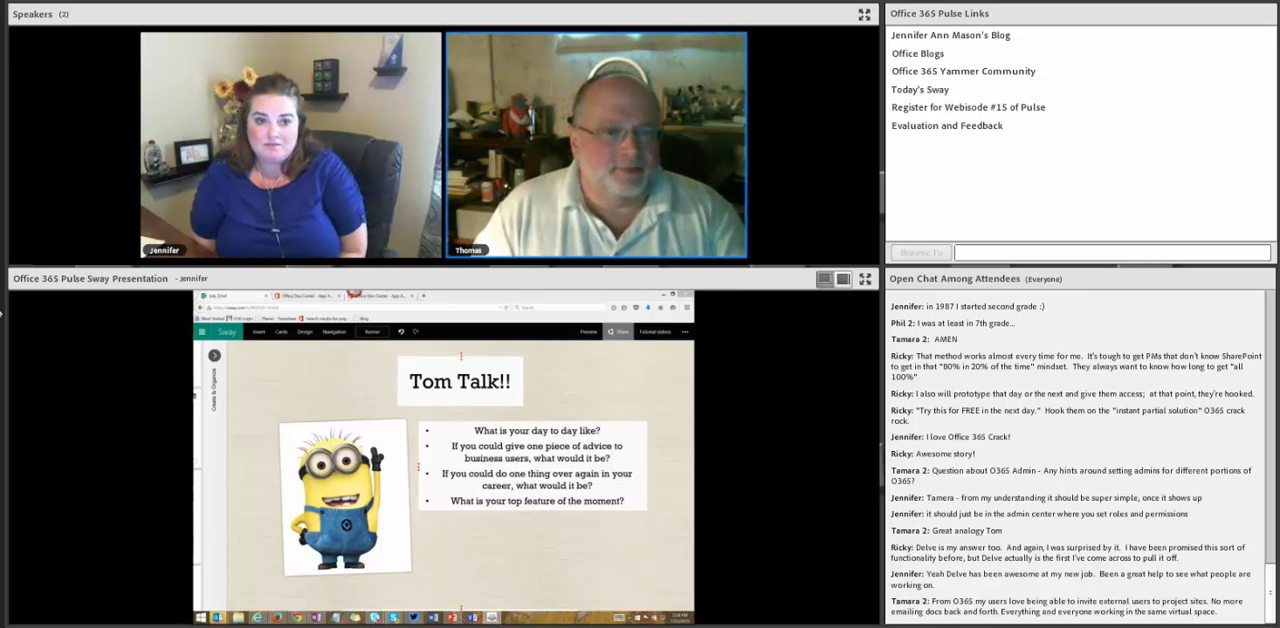 Speakers (2)
Jennifer
Thomas
Office 365 Pulse Links
Jennifer Ann Mason's Blog
Office Blogs
Office 365 Yammer Community
Today's Sway
Register for Webisode #15 of Pulse
Evaluation and Feedback
Browse To
Office 365 Pulse Sway Presentation - Jennifer
July 22nd
Office Dev Center - App A...
Office Dev Center - App A...
Search
Sway
Insert
Cards
Design
Navigation
Remix!
Preview
Share
Tutorial videos
Create & Organize
Tom Talk!!
• What is your day to day like?
• If you could give one piece of advice to
business users, what would it be?
• If you could do one thing over again in your
career, what would it be?
• What is your top feature of the moment?
Open Chat Among Attendees (Everyone)
Jennifer: in 1987 I started second grade :)
Phil 2: I was at least in 7th grade...
Tamara 2: AMEN
Ricky: That method works almost every time for me. It's tough to get PMs that don't know SharePoint
to get in that "80% in 20% of the time" mindset. They always want to know how long to get "all
100%"
Ricky: I also will prototype that day or the next and give them access; at that point, they're hooked.
Ricky: "Try this for FREE in the next day." Hook them on the "instant partial solution" O365 crack
rock.
Jennifer: I love Office 365 Crack!
Ricky: Awesome story!
Tamara 2: Question about O365 Admin - Any hints around setting admins for different portions of
O365?
Jennifer: Tamera - from my understanding it should be super simple, once it shows up
Jennifer: it should just be in the admin center where you set roles and permissions
Tamara 2: Great analogy Tom
Ricky: Delve is my answer too. And again, I was surprised by it. I have been promised this sort of
functionality before, but Delve actually is the first I've come across to pull it off.
Jennifer: Yeah Delve has been awesome at my new job. Been a great help to see what people are
working on.
Tamara 2: From O365 my users love being able to invite external users to project sites. No more
emailing docs back and forth. Everything and everyone working in the same virtual space.